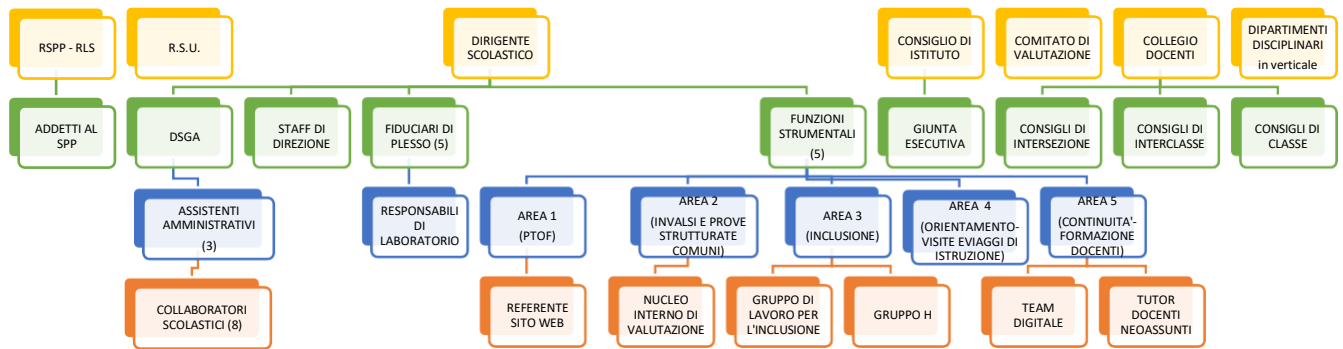 RSPP - RLS
R.S.U.
DIRIGENTE
SCOLASTICO
CONSIGLIO DI
ISTITUTO
COMITATO DI
VALUTAZIONE
COLLEGIO
DOCENTI
DIPARTIMENTI
DISCIPLINARI
in verticale
ADDETTI AL
SPP
DSGA
STAFF DI
DIREZIONE
FIDUCIARI DI
PLESSO (5)
FUNZIONI
STRUMENTALI
(5)
GIUNTA
ESECUTIVA
CONSIGLI DI
INTERSEZIONE
CONSIGLI DI
INTERCLASSE
CONSIGLI DI
CLASSE
ASSISTENTI
AMMINISTRATIVI
(3)
RESPONSABILI
DI
LABORATORIO
AREA 1
(PTOF)
AREA 2
(INVALSI E PROVE
STRUTTURATE
COMUNI)
AREA 3
(INCLUSIONE)
AREA 4
(ORIENTAMENTO-
VISITE EVIAGGI DI
ISTRUZIONE)
AREA 5
(CONTINUITA'-
FORMAZIONE
DOCENTI)
COLLABORATORI
SCOLASTICI (8)
REFERENTE
SITO WEB
NUCLEO
INTERNO DI
VALUTAZIONE
GRUPPO DI
LAVORO PER
L'INCLUSIONE
GRUPPO H
TEAM
DIGITALE
TUTOR
DOCENTI
NEOASSUNTI